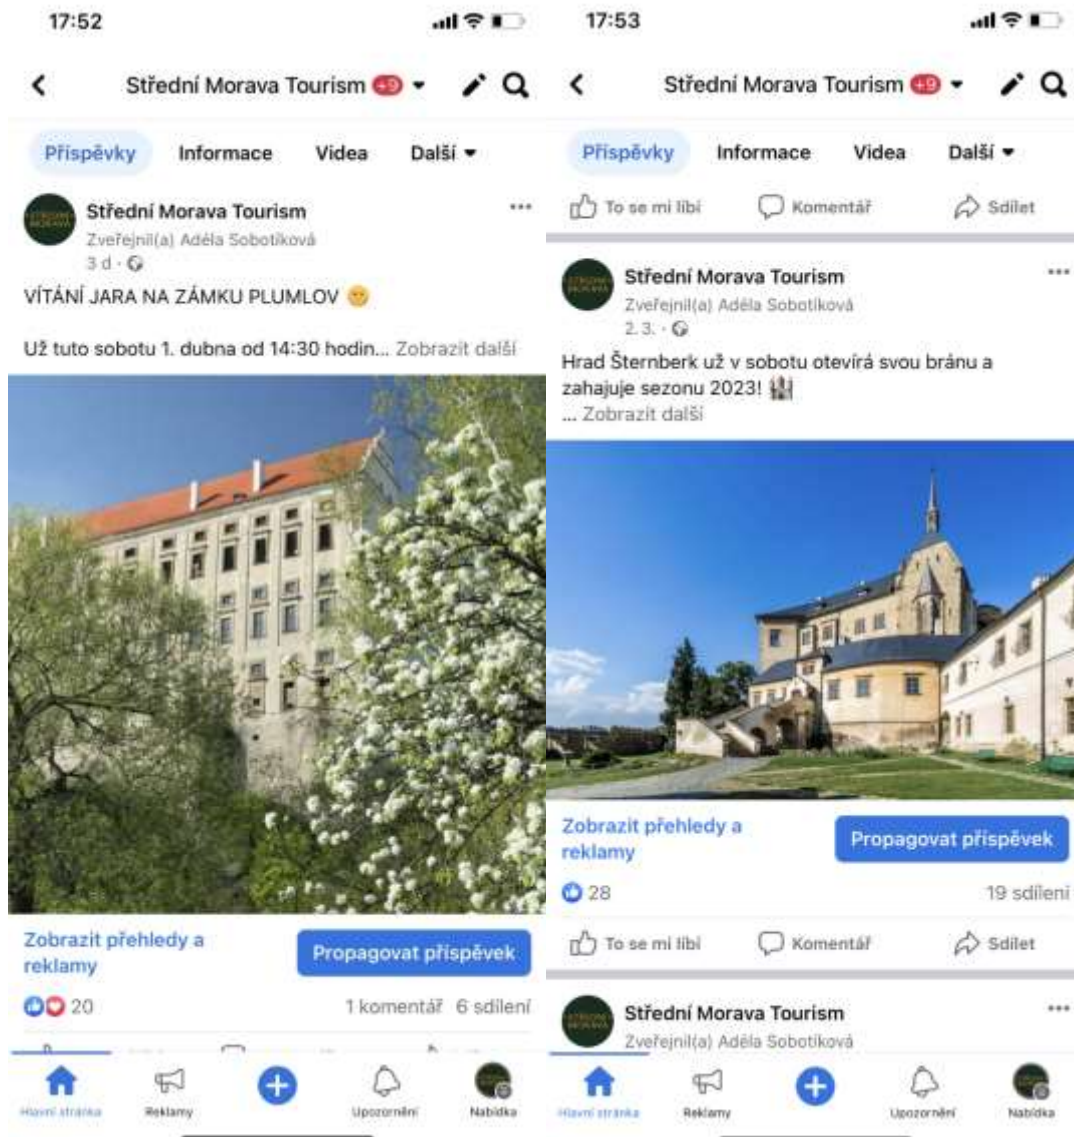 17:52
Střední Morava Tourism +9
Příspěvky Informace Videa Další
Střední Morava Tourism
Zveřejnil(a) Adéla Sobotíková
3 d ·
VÍTÁNÍ JARA NA ZÁMKU PLUMLOV
Už tuto sobotu 1. dubna od 14:30 hodin... Zobrazit další
Zobrazit přehledy a
reklamy
Propagovat příspěvek
20
1 komentář 6 sdílení
Hlavní stránka Reklamy Upozornění Nabídka
17:53
Střední Morava Tourism +9
Příspěvky Informace Videa Další
To se mi líbí Komentář Sdílet
Střední Morava Tourism
Zveřejnil(a) Adéla Sobotíková
2. 3. ·
Hrad Šternberk už v sobotu otevírá svou bránu a
zahajuje sezonu 2023!
... Zobrazit další
Zobrazit přehledy a
reklamy
Propagovat příspěvek
28
19 sdílení
To se mi líbí Komentář Sdílet
Střední Morava Tourism
Zveřejnil(a) Adéla Sobotíková
Hlavní stránka Reklamy Upozornění Nabídka